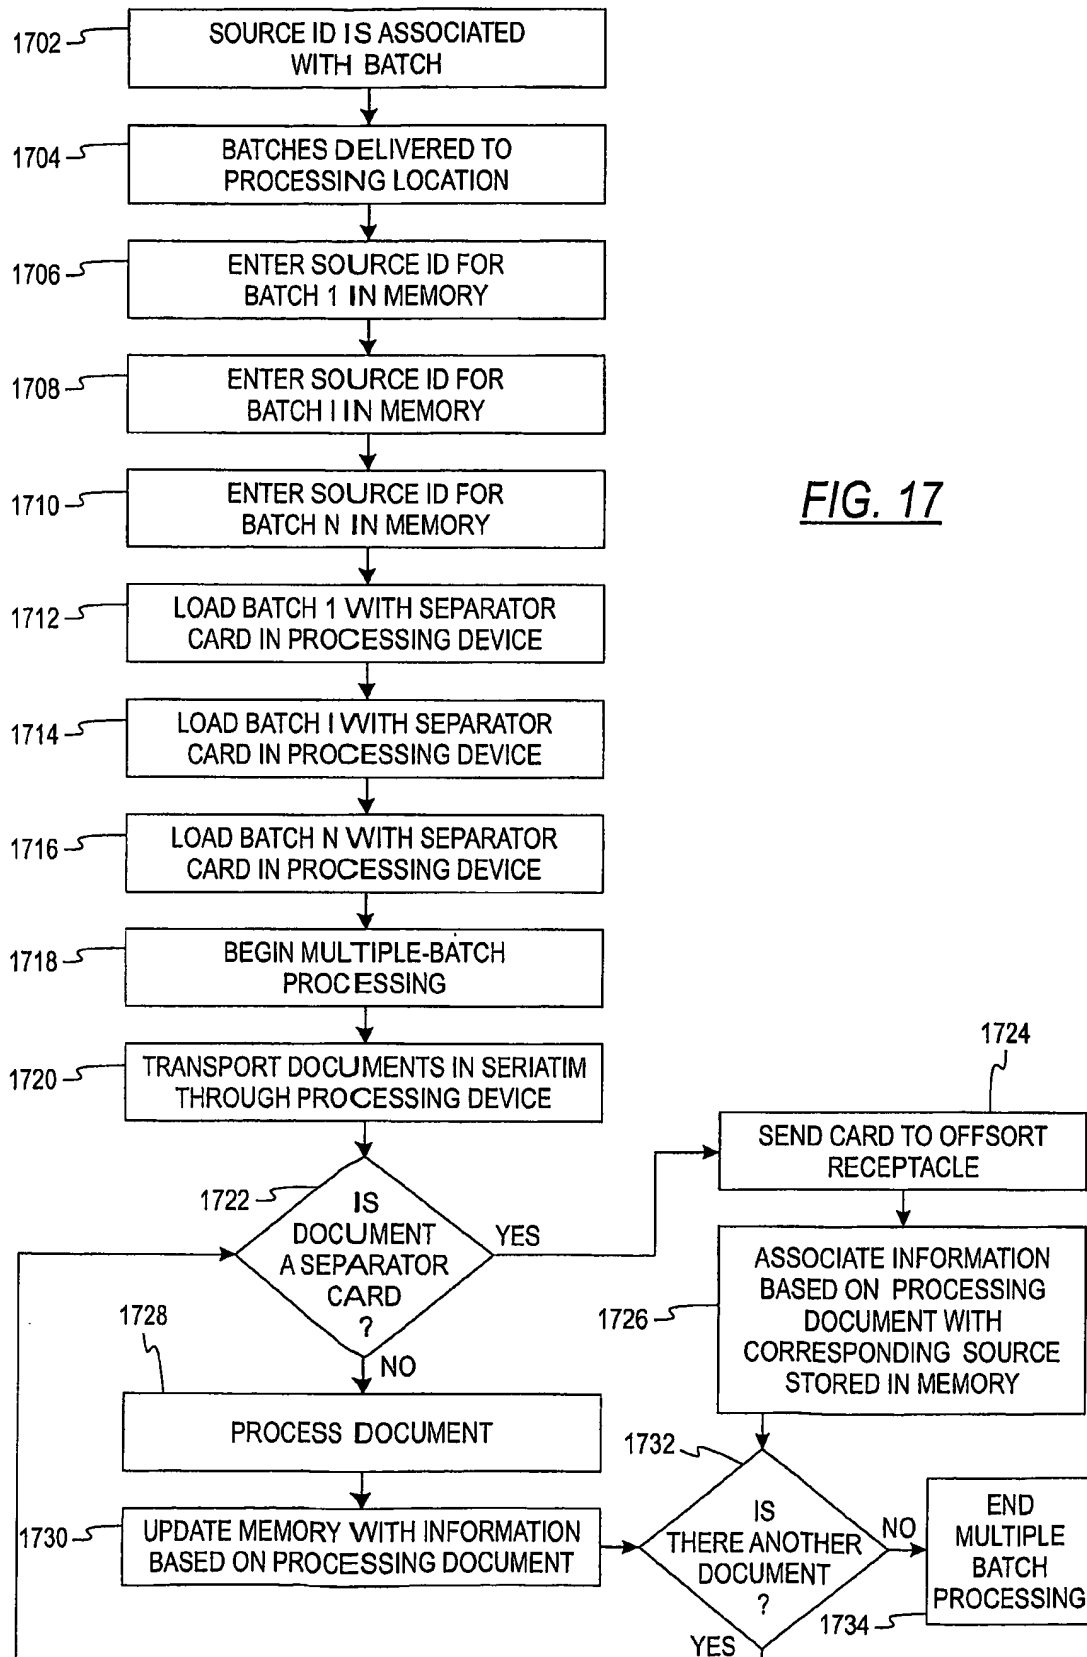 1702
SOURCE ID IS ASSOCIATED
WITH BATCH
1704
BATCHES DELIVERED TO
PROCESSING LOCATION
1706
ENTER SOURCE ID FOR
BATCH 1 IN MEMORY
1708
ENTER SOURCE ID FOR
BATCH I IN MEMORY
1710
ENTER SOURCE ID FOR
BATCH N IN MEMORY
FIG. 17
1712
LOAD BATCH 1 WITH SEPARATOR
CARD IN PROCESSING DEVICE
1714
LOAD BATCH I WITH SEPARATOR
CARD IN PROCESSING DEVICE
1716
LOAD BATCH N WITH SEPARATOR
CARD IN PROCESSING DEVICE
1718
BEGIN MULTIPLE-BATCH
PROCESSING
1720
TRANSPORT DOCUMENTS IN SERIATIM
THROUGH PROCESSING DEVICE
1722
IS
DOCUMENT
A SEPARATOR
CARD
?
YES
NO
1724
SEND CARD TO OFFSORT
RECEPTACLE
1726
ASSOCIATE INFORMATION
BASED ON PROCESSING
DOCUMENT WITH
CORRESPONDING SOURCE
STORED IN MEMORY
1728
PROCESS DOCUMENT
1730
UPDATE MEMORY WITH INFORMATION
BASED ON PROCESSING DOCUMENT
1732
IS
THERE ANOTHER
DOCUMENT
?
NO
YES
END
MULTIPLE
BATCH
PROCESSING
1734